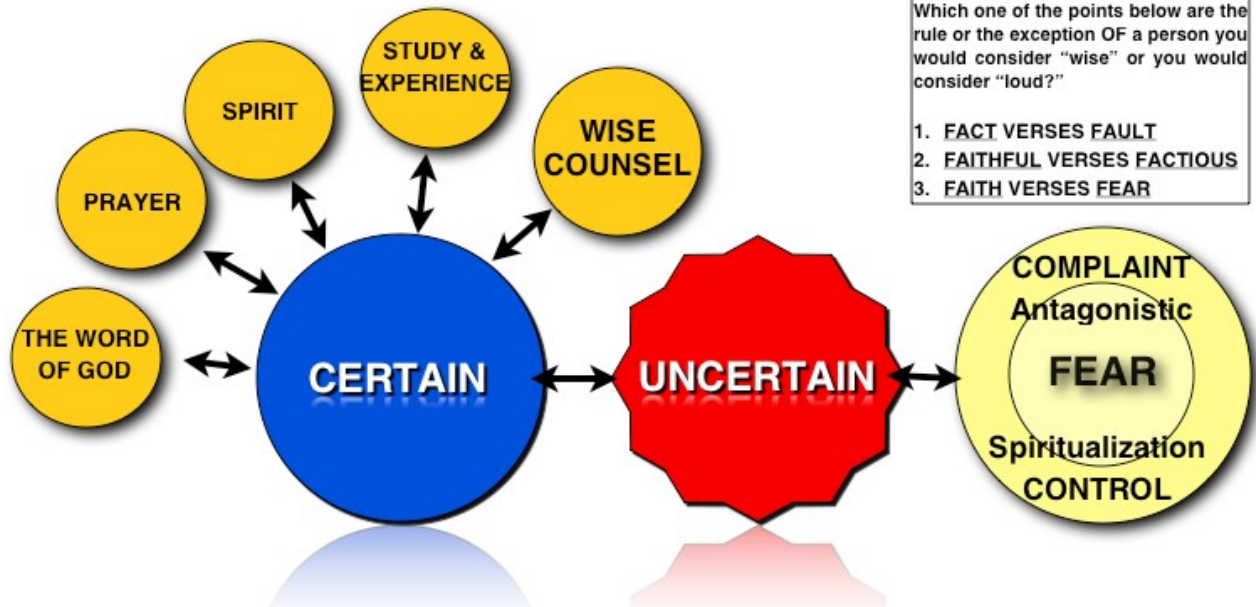 Which one of the points below are the
rule or the exception OF a person you
would consider “wise” or you would
consider “loud?”
1. FACT VERSES FAULT
2. FAITHFUL VERSES FACTIOUS
3. FAITH VERSES FEAR
STUDY &
EXPERIENCE
SPIRIT
WISE
COUNSEL
PRAYER
THE WORD
OF GOD
CERTAIN
UNCERTAIN
COMPLAINT
Antagonistic
FEAR
Spiritualization
CONTROL